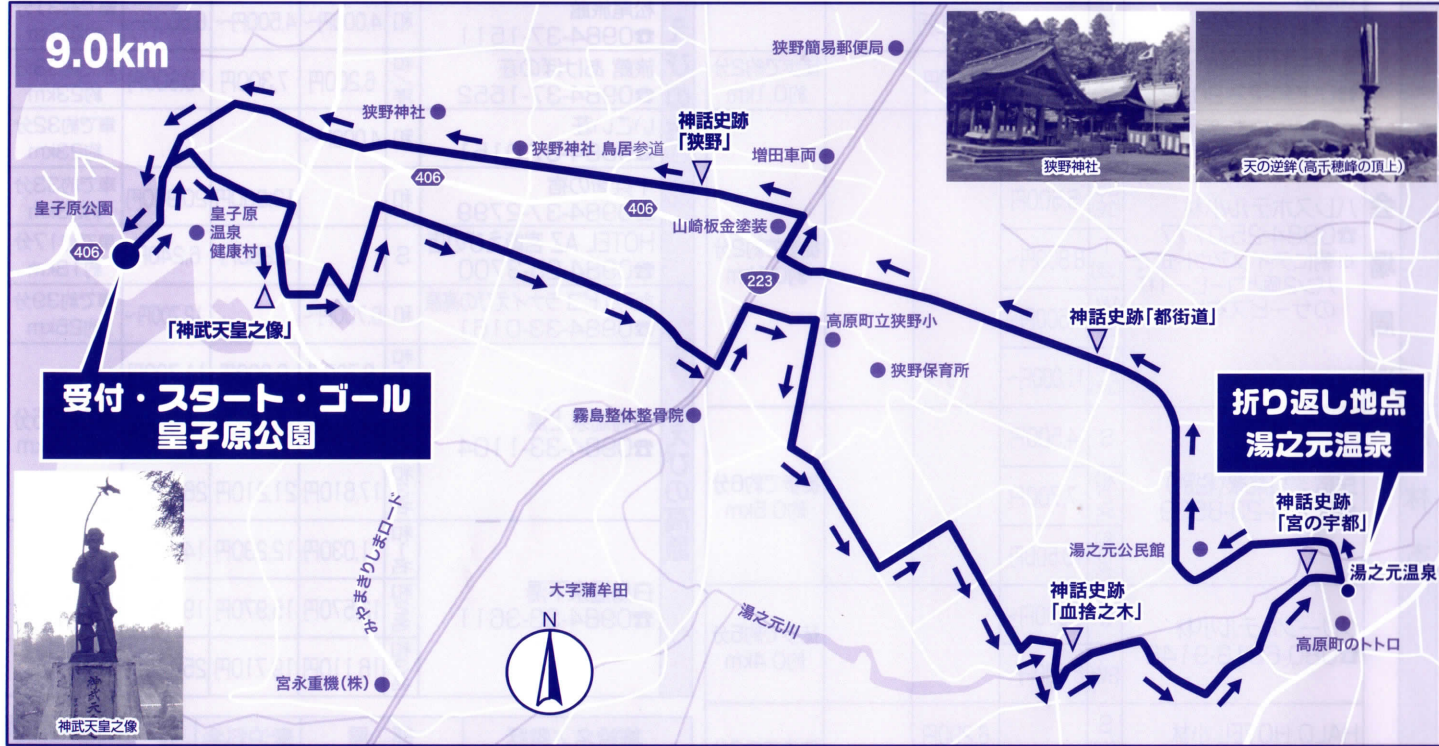 9.0km
狭野簡易郵便局
狭野神社
天の逆鉾(高千穂峰の頂上)
狭野神社
狭野神社 鳥居参道
神話史跡
「狭野」
増田車両
406
406
山崎板金塗装
皇子原公園
皇子原
温泉
健康村
406
223
「神武天皇之像」
高原町立狭野小
神話史跡「都街道」
狭野保育所
受付・スタート・ゴール
皇子原公園
霧島整体整骨院
折り返し地点
湯之元温泉
神話史跡
「宮の宇都」
湯之元公民館
湯之元温泉
みやまきりしまロード
大字蒲牟田
神話史跡
「血捨之木」
湯之元川
高原町のトトロ
N
宮永重機(株)
神武天
神武天皇之像